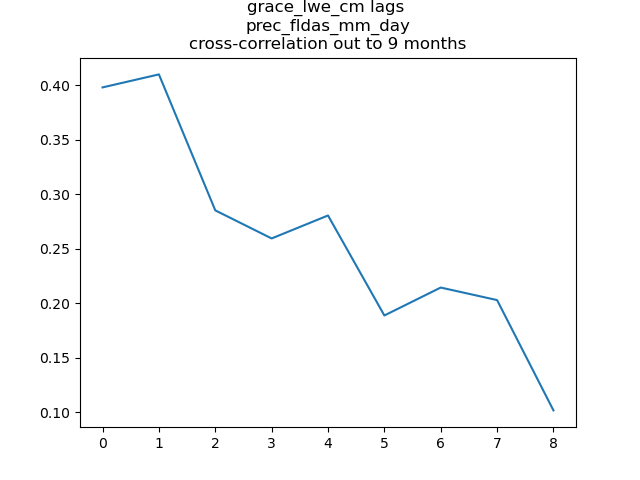 grace_lwe_cm lags
prec_fldas_mm_day
cross-correlation out to 9 months
0.40
0.35
0.30
0.25
0.20
0.15
0.10
0 1 2 3 4 5 6 7 8